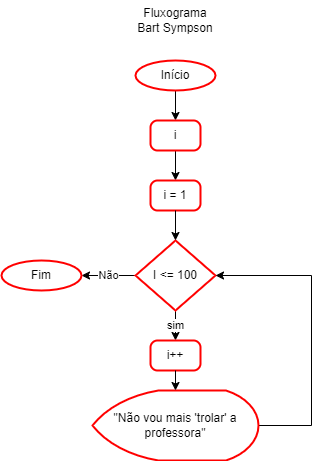 Fluxograma
Bart Sympson
Início
i
i = 1
I <= 100
Não
Fim
sim
i++
"Não vou mais 'trolar' a
professora"